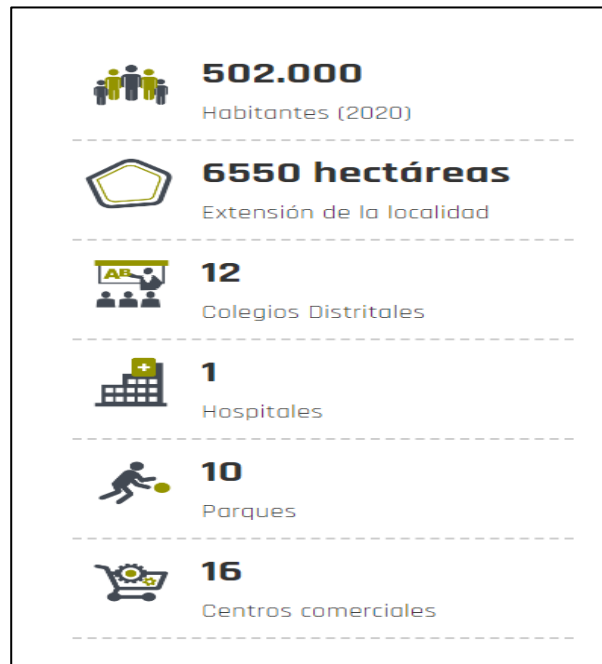 502.000
Habitantes (2020)
6550 hectáreas
Extensión de la localidad
AB
12
Colegios Distritales
1
Hospitales
10
Parques
16
Centros comerciales